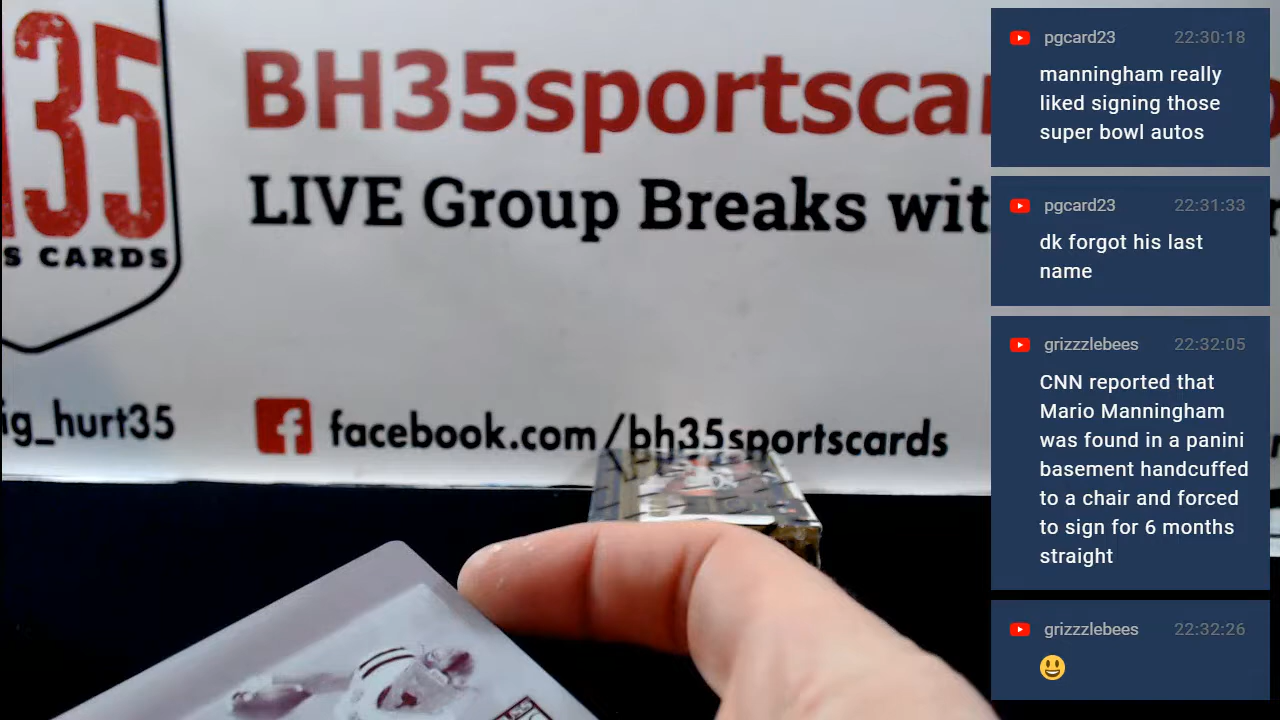 35
S CARDS
BH35sportscar
LIVE Group Breaks wit
ig_hurt35
facebook.com/bh35sportscards
pgcard23 22:30:18
manningham really
liked signing those
super bowl autos
pgcard23 22:31:33
dk forgot his last
name
grizzzlebees 22:32:05
CNN reported that
Mario Manningham
was found in a panini
basement handcuffed
to a chair and forced
to sign for 6 months
straight
grizzzlebees 22:32:26
😃